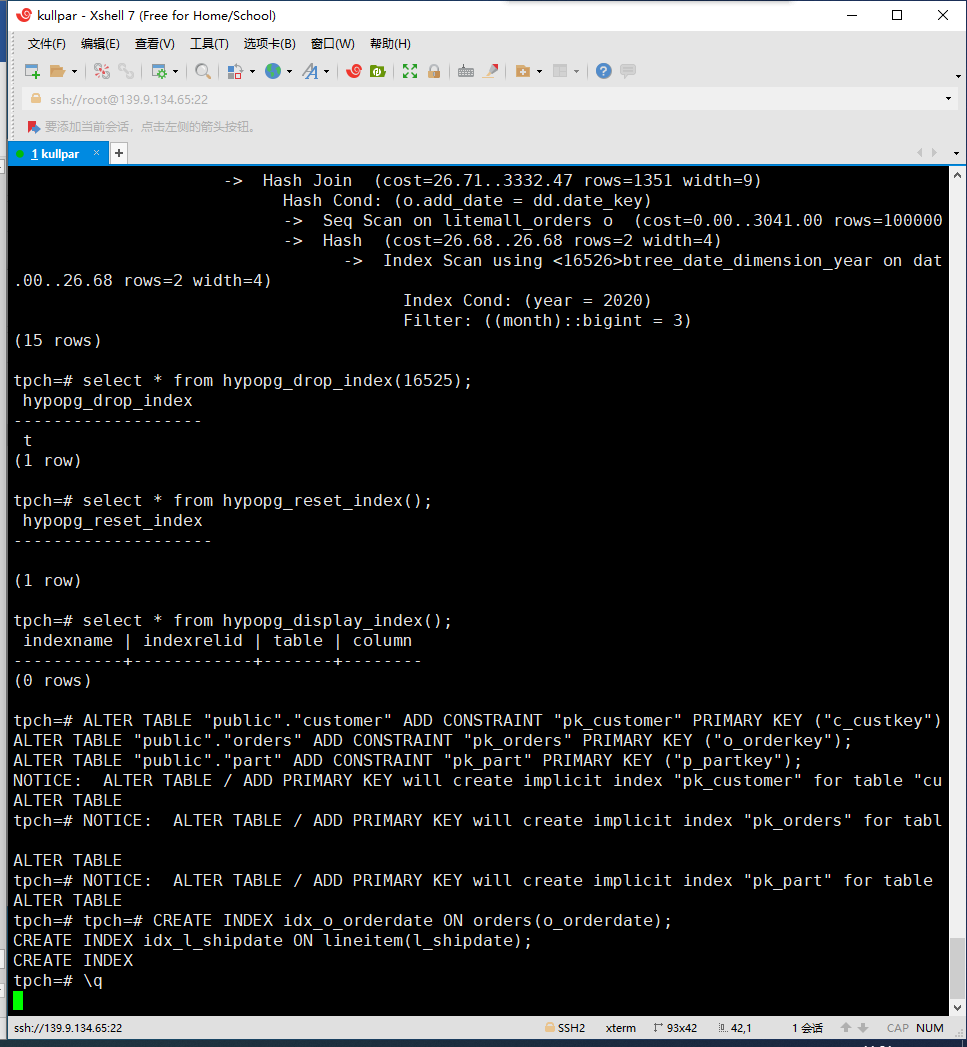 kullpar - Xshell 7 (Free for Home/School)
文件(F) 编辑(E) 查看(V) 工具(T) 选项卡(B) 窗口(W) 帮助(H)
ssh://root@139.9.134.65:22
要添加当前会话，点击左侧的箭头按钮。
1 kullpar × +
->  Hash Join  (cost=26.71..3332.47 rows=1351 width=9)
Hash Cond: (o.add_date = dd.date_key)
->  Seq Scan on litemall_orders o  (cost=0.00..3041.00 rows=100000
->  Hash  (cost=26.68..26.68 rows=2 width=4)
->  Index Scan using <16526>btree_date_dimension_year on dat
.00..26.68 rows=2 width=4)
Index Cond: (year = 2020)
Filter: ((month)::bigint = 3)
(15 rows)
tpch=# select * from hypopg_drop_index(16525);
hypopg_drop_index
-------------------
t
(1 row)
tpch=# select * from hypopg_reset_index();
hypopg_reset_index
--------------------
(1 row)
tpch=# select * from hypopg_display_index();
indexname | indexrelid | table | column
-----------+------------+-------+--------
(0 rows)
tpch=# ALTER TABLE "public"."customer" ADD CONSTRAINT "pk_customer" PRIMARY KEY ("c_custkey")
ALTER TABLE "public"."orders" ADD CONSTRAINT "pk_orders" PRIMARY KEY ("o_orderkey");
ALTER TABLE "public"."part" ADD CONSTRAINT "pk_part" PRIMARY KEY ("p_partkey");
NOTICE:  ALTER TABLE / ADD PRIMARY KEY will create implicit index "pk_customer" for table "cu
ALTER TABLE
tpch=# NOTICE:  ALTER TABLE / ADD PRIMARY KEY will create implicit index "pk_orders" for tabl
ALTER TABLE
tpch=# NOTICE:  ALTER TABLE / ADD PRIMARY KEY will create implicit index "pk_part" for table
ALTER TABLE
tpch=# tpch=# CREATE INDEX idx_o_orderdate ON orders(o_orderdate);
CREATE INDEX idx_l_shipdate ON lineitem(l_shipdate);
CREATE INDEX
tpch=# \q
ssh://139.9.134.65:22 SSH2 xterm 93x42 42,1 1 会话 CAP NUM